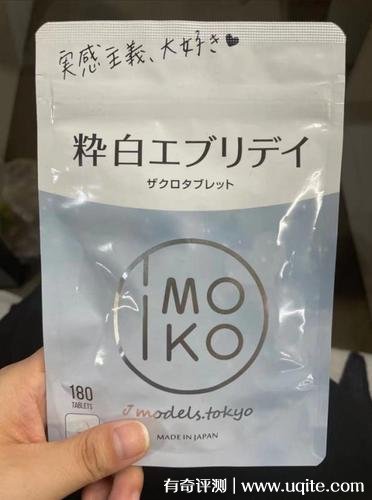 実感主義、大好き♥
粋白エブリデイ
ザクロタブレット
MO
KO
180
TABLETS
J models.tokyo
MADE IN JAPAN
有奇评测｜www.uqite.com